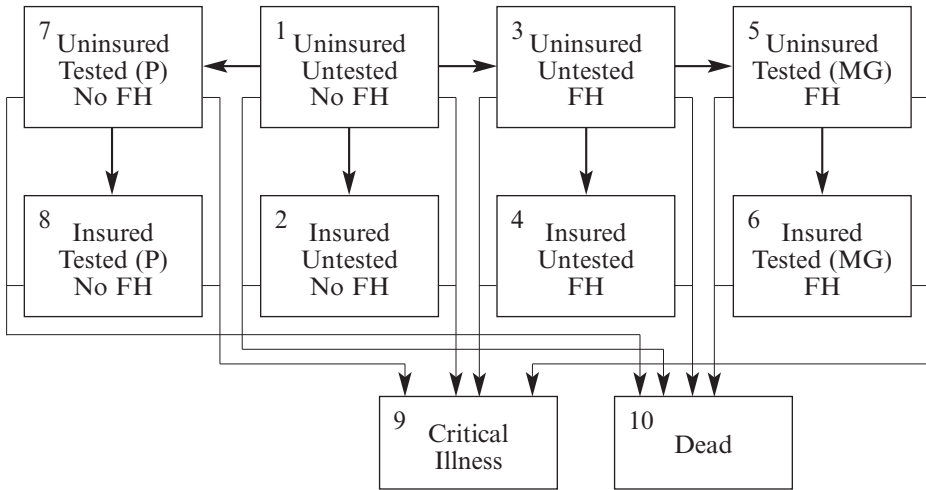 7
Uninsured
Tested (P)
No FH
1
Uninsured
Untested
No FH
3
Uninsured
Untested
FH
5
Uninsured
Tested (MG)
FH
8
Insured
Tested (P)
No FH
2
Insured
Untested
No FH
4
Insured
Untested
FH
6
Insured
Tested (MG)
FH
9
Critical
Illness
10
Dead